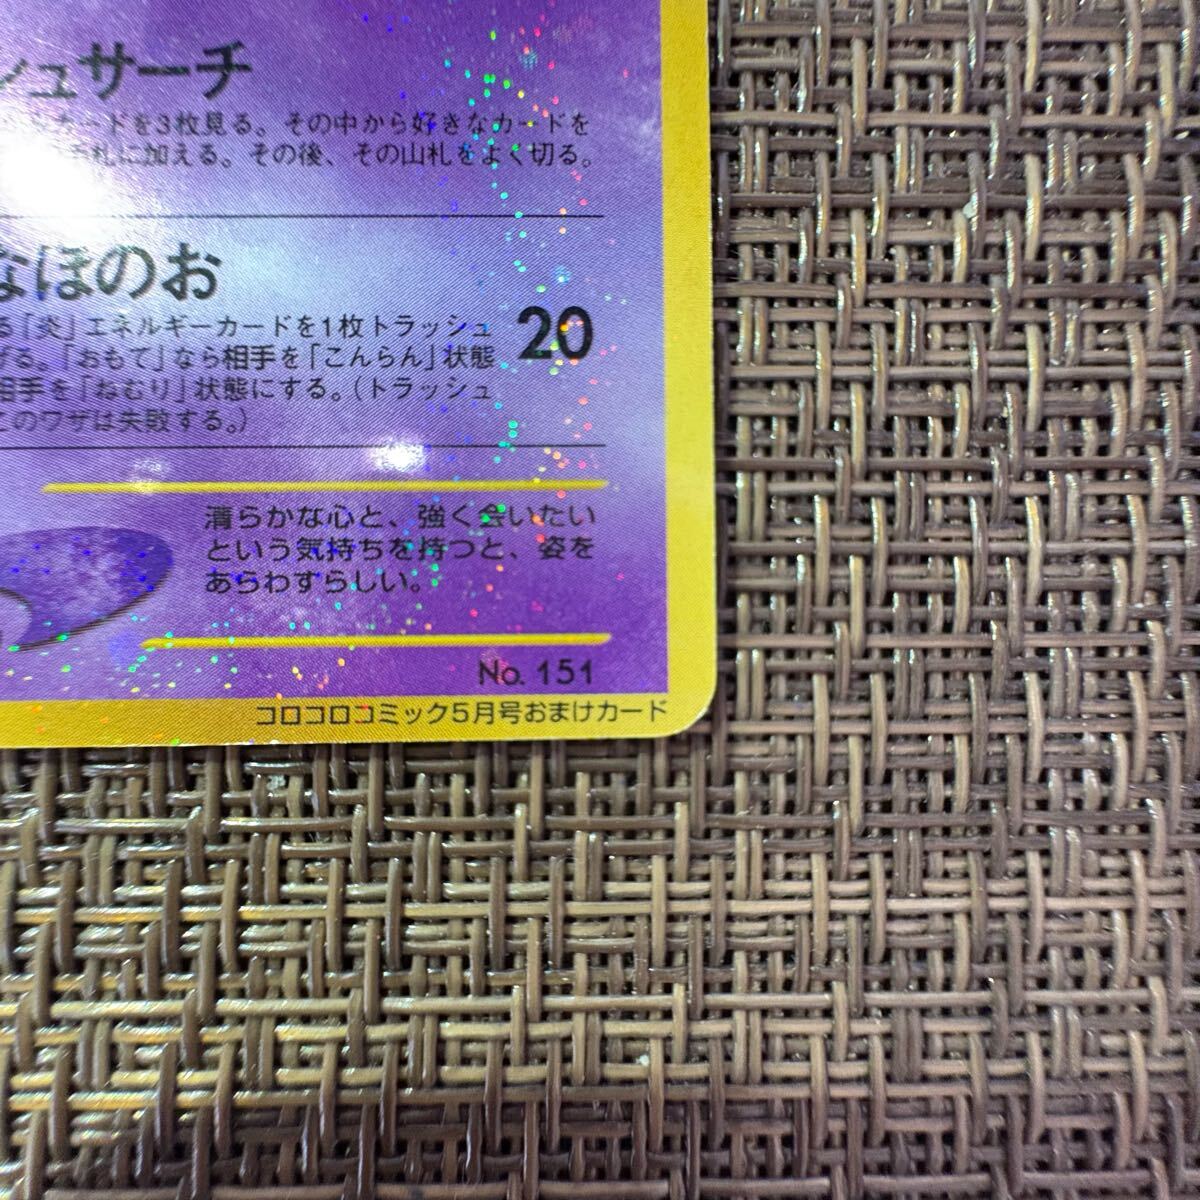 シュサーチ
カードを3枚見る。その中から好きなカードを
手札に加える。その後、その山札をよく切る。
なほのお
る「炎」エネルギーカードを1枚トラッシュ
げる。「おもて」なら相手を「こんらん」状態
相手を「ねむり」状態にする。(トラッシュ
このワザは失敗する。)
20
清らかな心と、強く会いたい
という気持ちを持つと、姿を
あらわすらしい。
No. 151
コロコロコミック5月号おまけカード